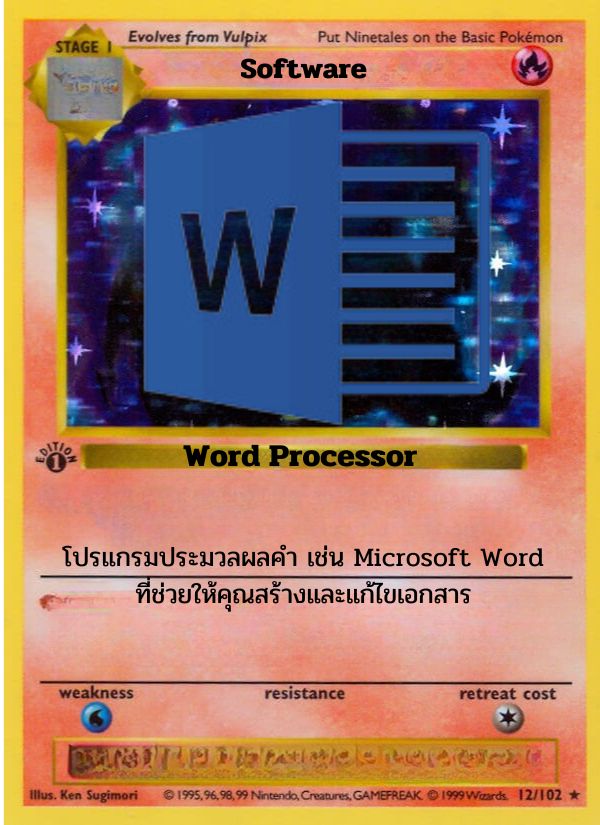 STAGE 1
Evolves from Vulpix
Put Ninetales on the Basic Pokémon
Software
W
EDITION
1
Word Processor
โปรแกรมประมวลผลคำ เช่น Microsoft Word
ที่ช่วยให้คุณสร้างและแก้ไขเอกสาร
weakness
resistance
retreat cost
Illus. Ken Sugimori
© 1995, 96, 98, 99 Nintendo, Creatures, GAMEFREAK. © 1999 Wizards.
12/102 ★